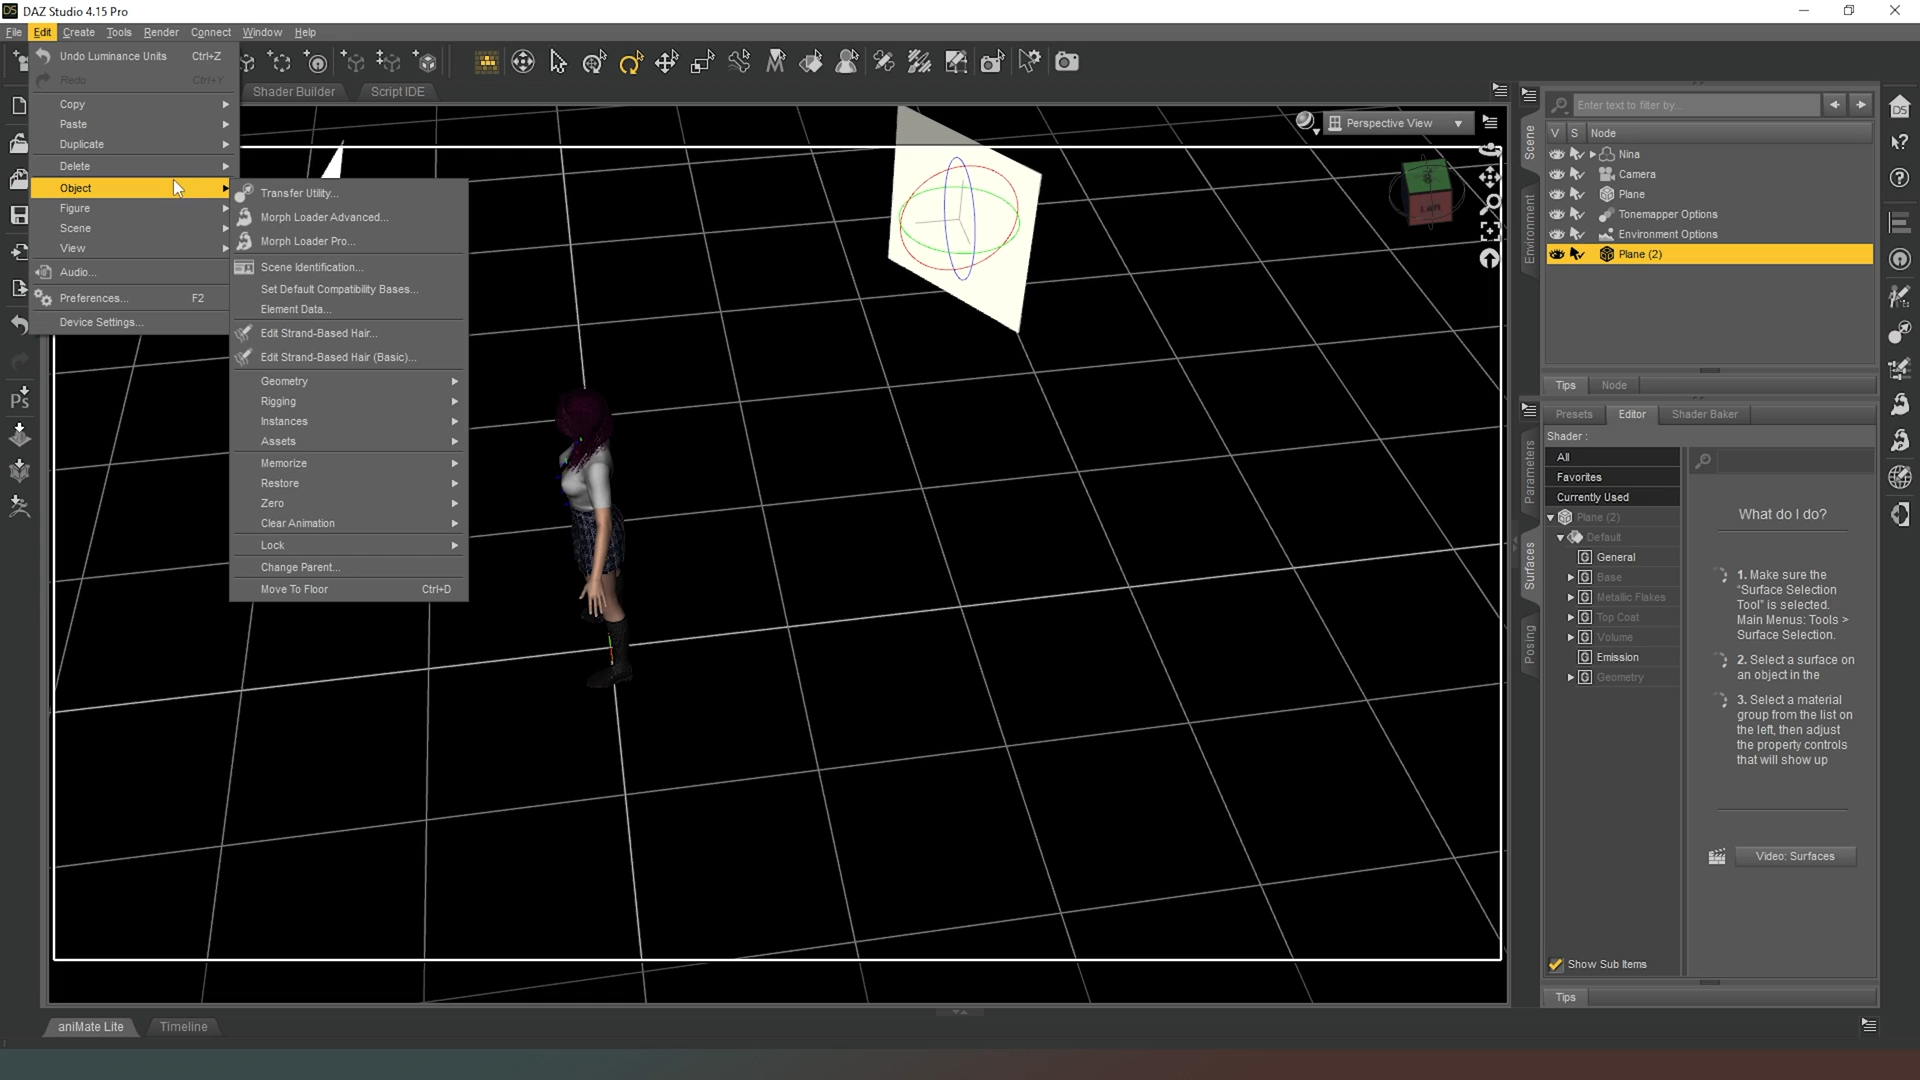 DS DAZ Studio 4.15 Pro
File Edit Create Tools Render Connect Window Help
Undo Luminance Units Ctrl+Z
Redo Ctrl+Y
Copy
Paste
Duplicate
Delete
Object
Figure
Scene
View
Audio...
Preferences... F2
Device Settings...
Transfer Utility...
Morph Loader Advanced...
Morph Loader Pro...
Scene Identification...
Set Default Compatibility Bases...
Element Data...
Edit Strand-Based Hair...
Edit Strand-Based Hair (Basic)...
Geometry
Rigging
Instances
Assets
Memorize
Restore
Zero
Clear Animation
Lock
Change Parent...
Move To Floor Ctrl+D
Shader Builder Script IDE
Perspective View
Left
Ps
Scene
Environment
Enter text to filter by...
V S Node
Nina
Camera
Plane
Tonemapper Options
Environment Options
Plane (2)
Tips Node
Parameters
Surfaces
Posing
Presets Editor Shader Baker
Shader :
All
Favorites
Currently Used
Plane (2)
Default
G General
G Base
G Metallic Flakes
G Top Coat
G Volume
G Emission
G Geometry
What do I do?
1. Make sure the
"Surface Selection
Tool" is selected.
Main Menus: Tools >
Surface Selection.
2. Select a surface on
an object in the
3. Select a material
group from the list on
the left, then adjust
the property controls
that will show up
Video: Surfaces
Show Sub Items
Tips
aniMate Lite Timeline
DS